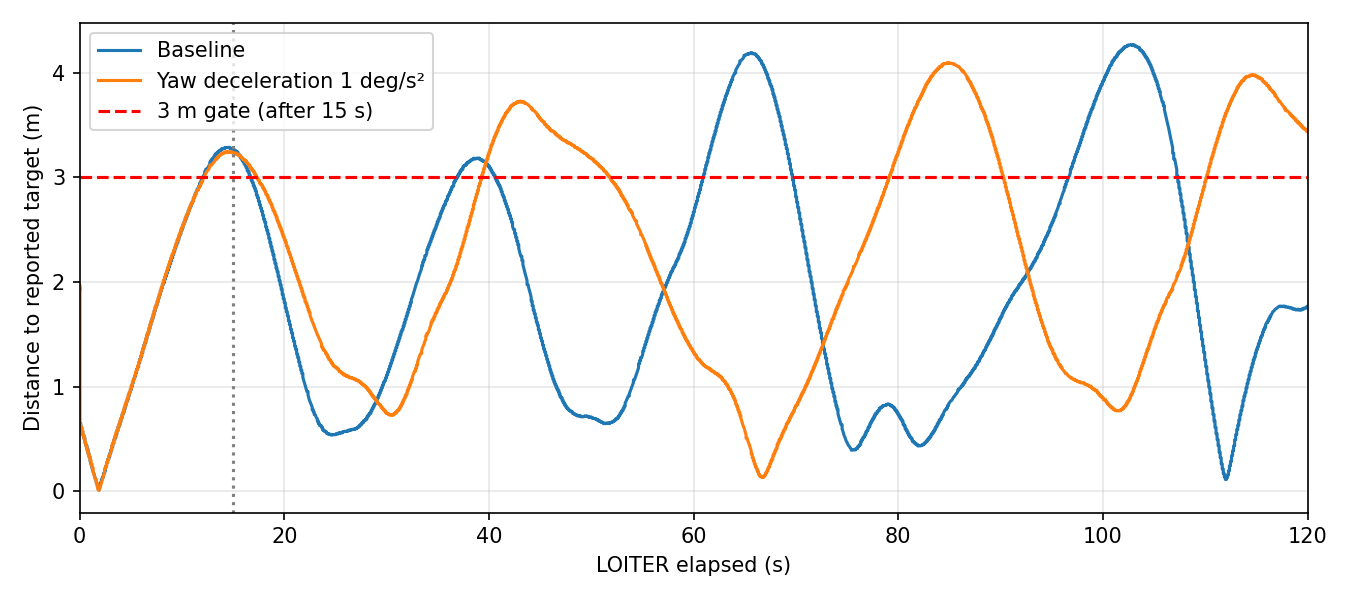 Baseline
Yaw deceleration 1 deg/s²
3 m gate (after 15 s)
Distance to reported target (m)
4
3
2
1
0
0 20 40 60 80 100 120
LOITER elapsed (s)